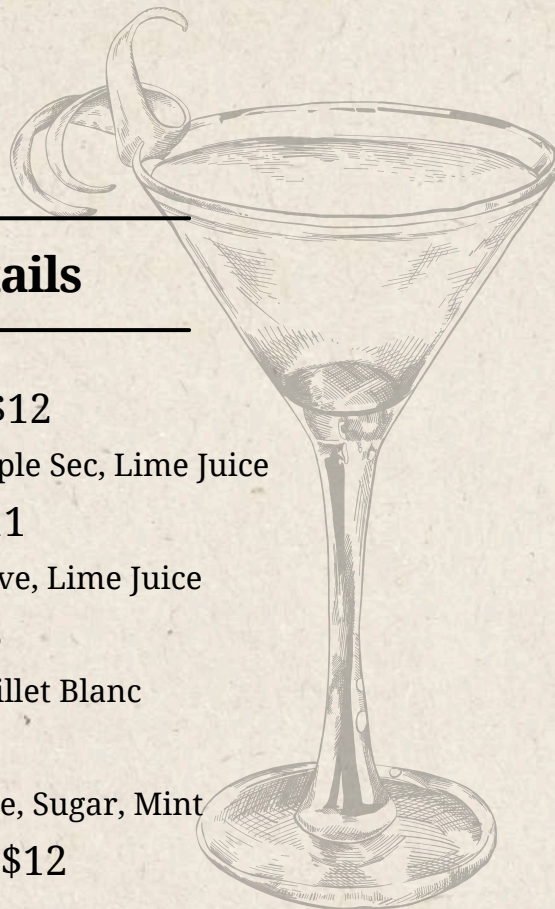 ails
$12
ple Sec, Lime Juice
1
ve, Lime Juice
illet Blanc
e, Sugar, Mint
$12